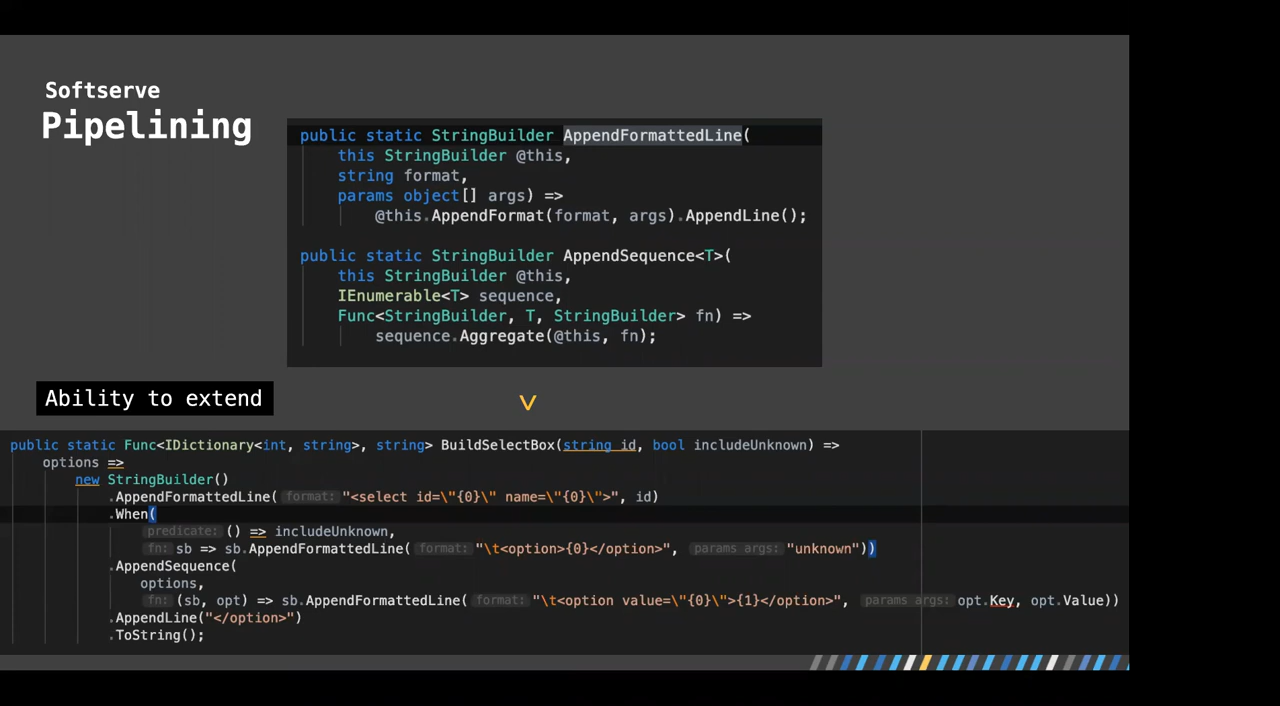 Softserve
Pipelining
public static StringBuilder AppendFormattedLine(
this StringBuilder @this,
string format,
params object[] args) =>
@this.AppendFormat(format, args).AppendLine();
public static StringBuilder AppendSequence<T>(
this StringBuilder @this,
IEnumerable<T> sequence,
Func<StringBuilder, T, StringBuilder> fn) =>
sequence.Aggregate(@this, fn);
Ability to extend
public static Func<IDictionary<int, string>, string> BuildSelectBox(string id, bool includeUnknown) =>
options =>
new StringBuilder()
.AppendFormattedLine( format: "<select id=\"{0}\" name=\"{0}\">", id)
.When(
predicate: () => includeUnknown,
fn: sb => sb.AppendFormattedLine( format: "\t<option>{0}</option>", params args: "unknown"))
.AppendSequence(
options,
fn: (sb, opt) => sb.AppendFormattedLine( format: "\t<option value=\"{0}\">{1}</option>", params args: opt.Key, opt.Value))
.AppendLine("</option>")
.ToString();